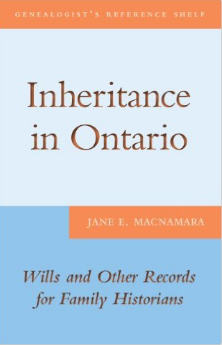 GENEALOGIST'S REFERENCE SHELF
Inheritance
in Ontario
JANE E. MACNAMARA
Wills and Other Records
for Family Historians